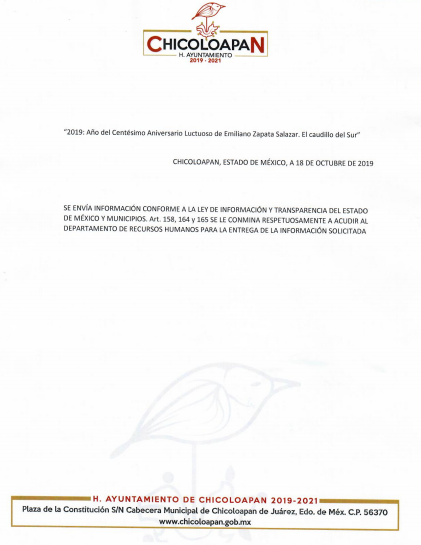 CHICOLOAPAN
H. AYUNTAMIENTO
2019 - 2021
"2019: Año del Centésimo Aniversario Luctuoso de Emiliano Zapata Salazar. El caudillo del Sur"
CHICOLOAPAN, ESTADO DE MÉXICO, A 18 DE OCTUBRE DE 2019
SE ENVÍA INFORMACIÓN CONFORME A LA LEY DE INFORMACIÓN Y TRANSPARENCIA DEL ESTADO
DE MÉXICO Y MUNICIPIOS. Art. 158, 164 y 165 SE LE CONMINA RESPETUOSAMENTE A ACUDIR AL
DEPARTAMENTO DE RECURSOS HUMANOS PARA LA ENTREGA DE LA INFORMACIÓN SOLICITADA
H. AYUNTAMIENTO DE CHICOLOAPAN 2019-2021
Plaza de la Constitución S/N Cabecera Municipal de Chicoloapan de Juárez, Edo. de Méx. C.P. 56370
www.chicoloapan.gob.mx